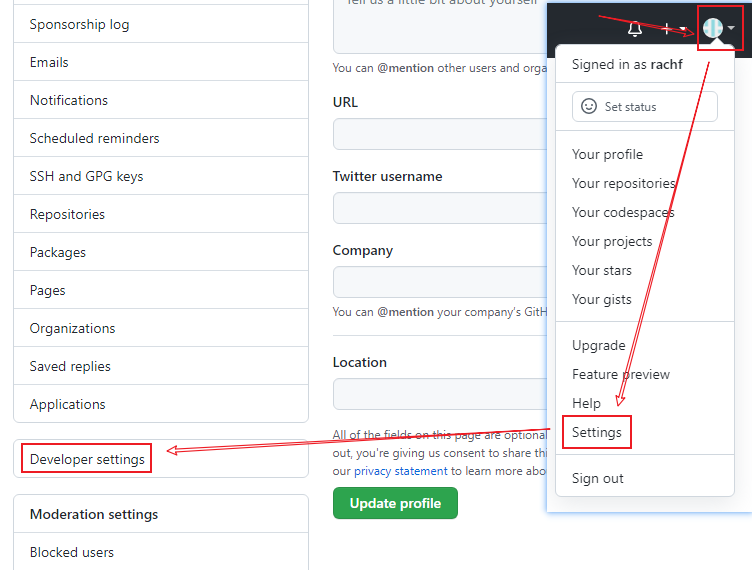 Sponsorship log
Emails
Notifications
Scheduled reminders
SSH and GPG keys
Repositories
Packages
Pages
Organizations
Saved replies
Applications
Developer settings
Moderation settings
Blocked users
Tell us a little bit about yourself
You can @mention other users and orga
URL
Twitter username
Company
You can @mention your company's GitH
Location
All of the fields on this page are optional
out, you're giving us consent to share thi
our privacy statement to learn more abo
Update profile
Signed in as rachf
Set status
Your profile
Your repositories
Your codespaces
Your projects
Your stars
Your gists
Upgrade
Feature preview
Help
Settings
Sign out